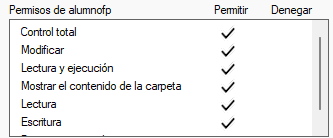 Permisos de alumnofp Permitir Denegar
Control total
Modificar
Lectura y ejecución
Mostrar el contenido de la carpeta
Lectura
Escritura